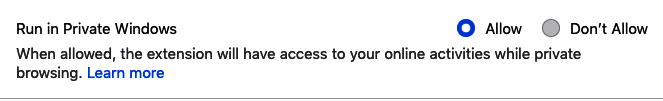 Run in Private Windows Allow Don't Allow
When allowed, the extension will have access to your online activities while private
browsing. Learn more